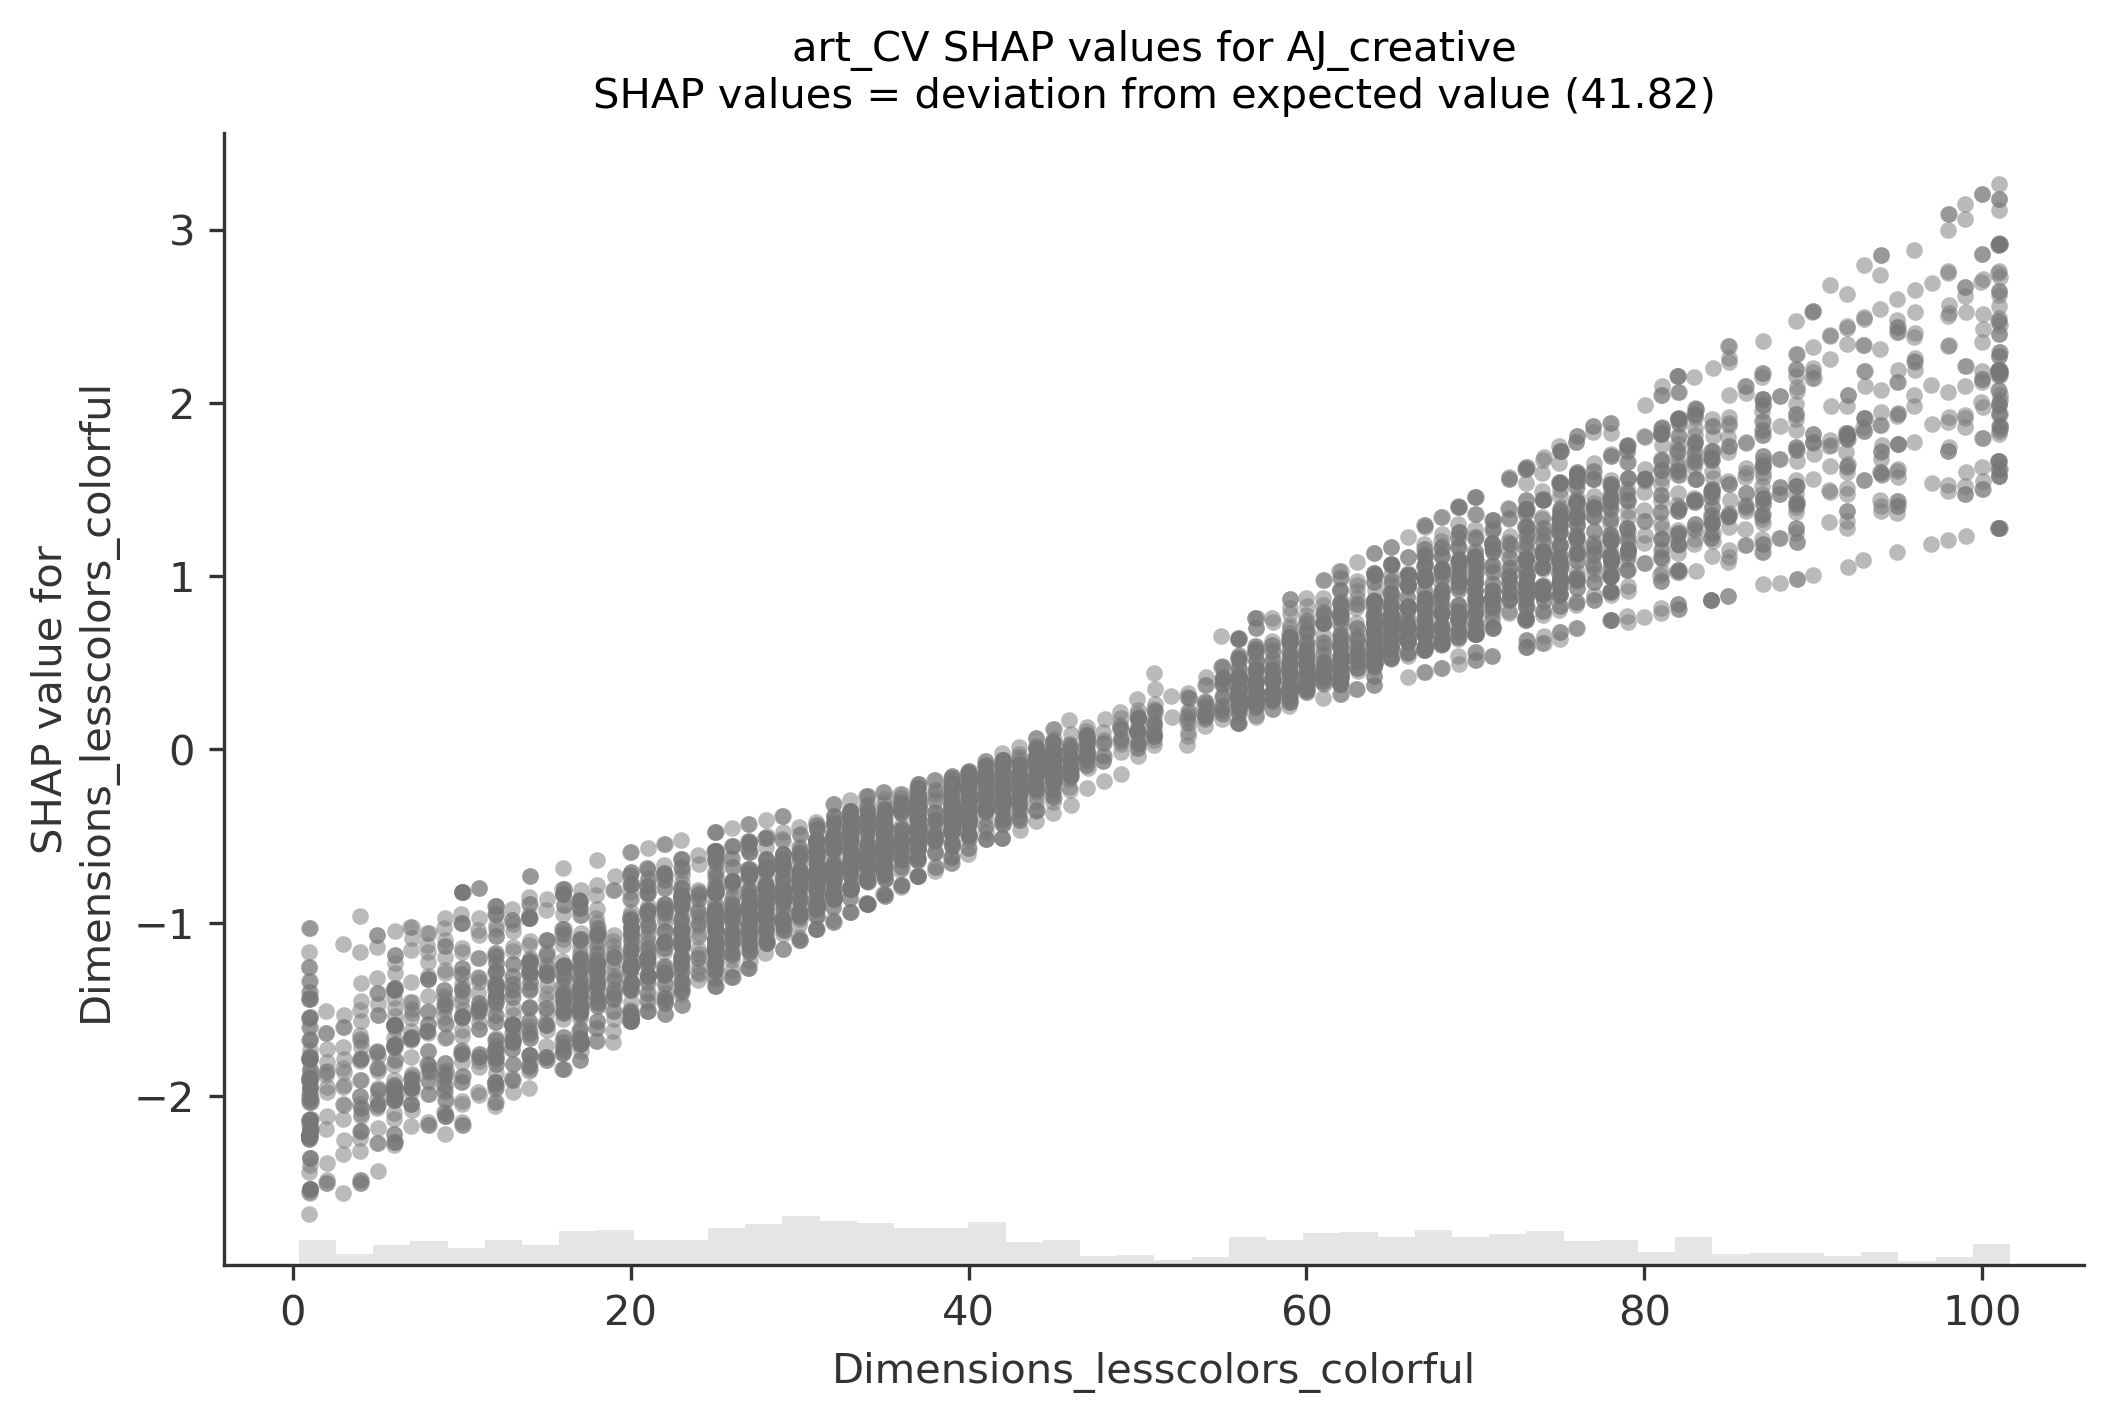 art_CV SHAP values for AJ_creative
SHAP values = deviation from expected value (41.82)
SHAP value for
Dimensions_lesscolors_colorful
3
2
1
0
−1
−2
0
20
40
60
80
100
Dimensions_lesscolors_colorful